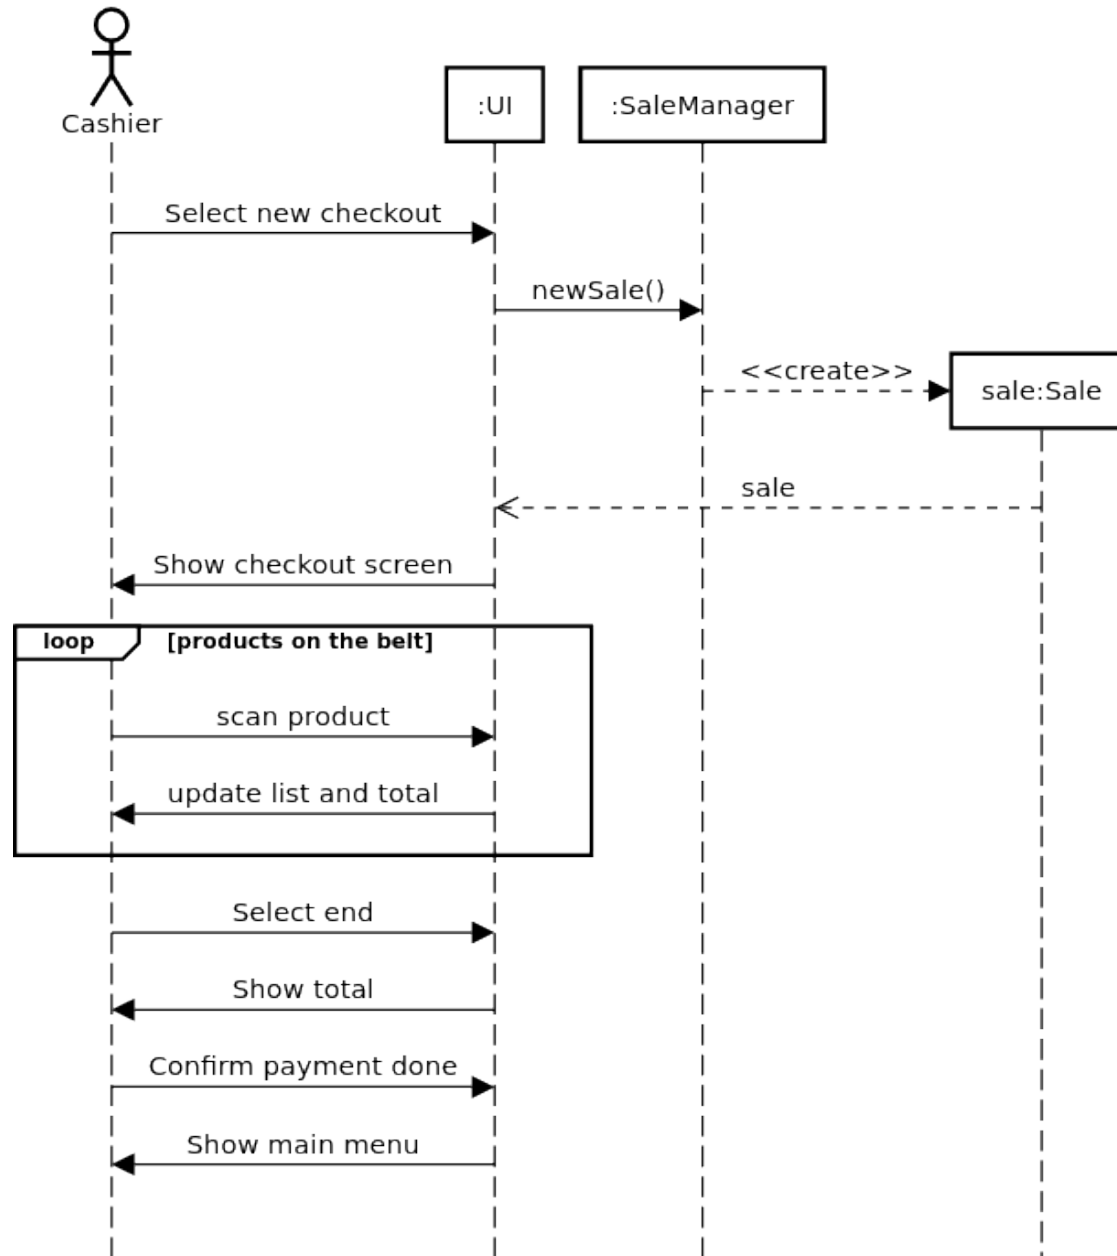 Cashier
:UI
:SaleManager
Select new checkout
newSale()
<<create>>
sale:Sale
sale
Show checkout screen
loop
[products on the belt]
scan product
update list and total
Select end
Show total
Confirm payment done
Show main menu